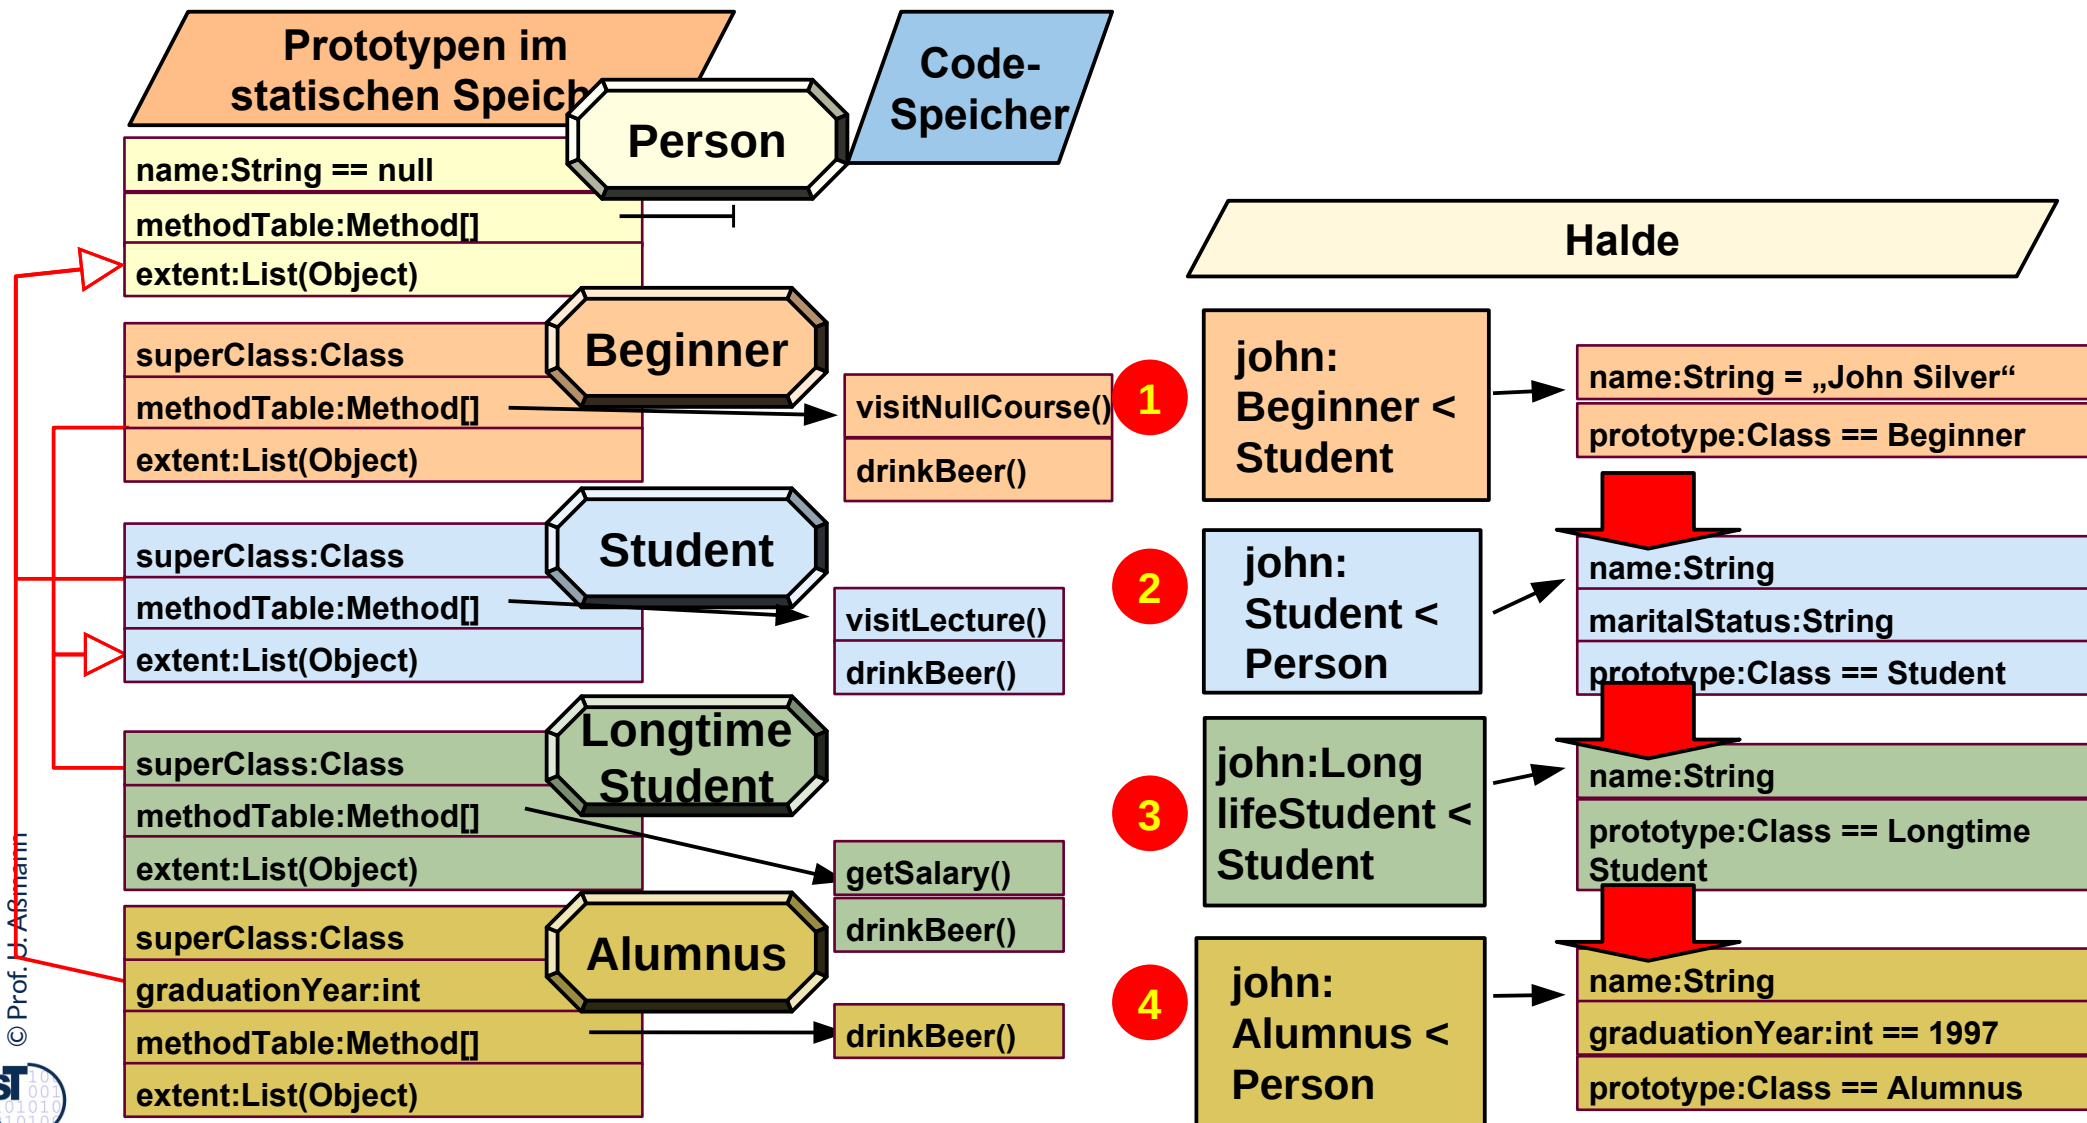 Prototypen im
statischen Speich
Code-
Speicher
Person
name:String == null
methodTable:Method[]
extent:List(Object)
Halde
Beginner
superClass:Class
methodTable:Method[]
extent:List(Object)
visitNullCourse()
drinkBeer()
1
john:
Beginner <
Student
name:String = „John Silver“
prototype:Class == Beginner
Student
superClass:Class
methodTable:Method[]
extent:List(Object)
visitLecture()
drinkBeer()
2
john:
Student <
Person
name:String
maritalStatus:String
prototype:Class == Student
Longtime
Student
superClass:Class
methodTable:Method[]
extent:List(Object)
getSalary()
drinkBeer()
3
john:Long
lifeStudent <
Student
name:String
prototype:Class == Longtime
Student
Alumnus
superClass:Class
graduationYear:int
methodTable:Method[]
extent:List(Object)
drinkBeer()
4
john:
Alumnus <
Person
name:String
graduationYear:int == 1997
prototype:Class == Alumnus
© Prof. U. Aßmann
ST